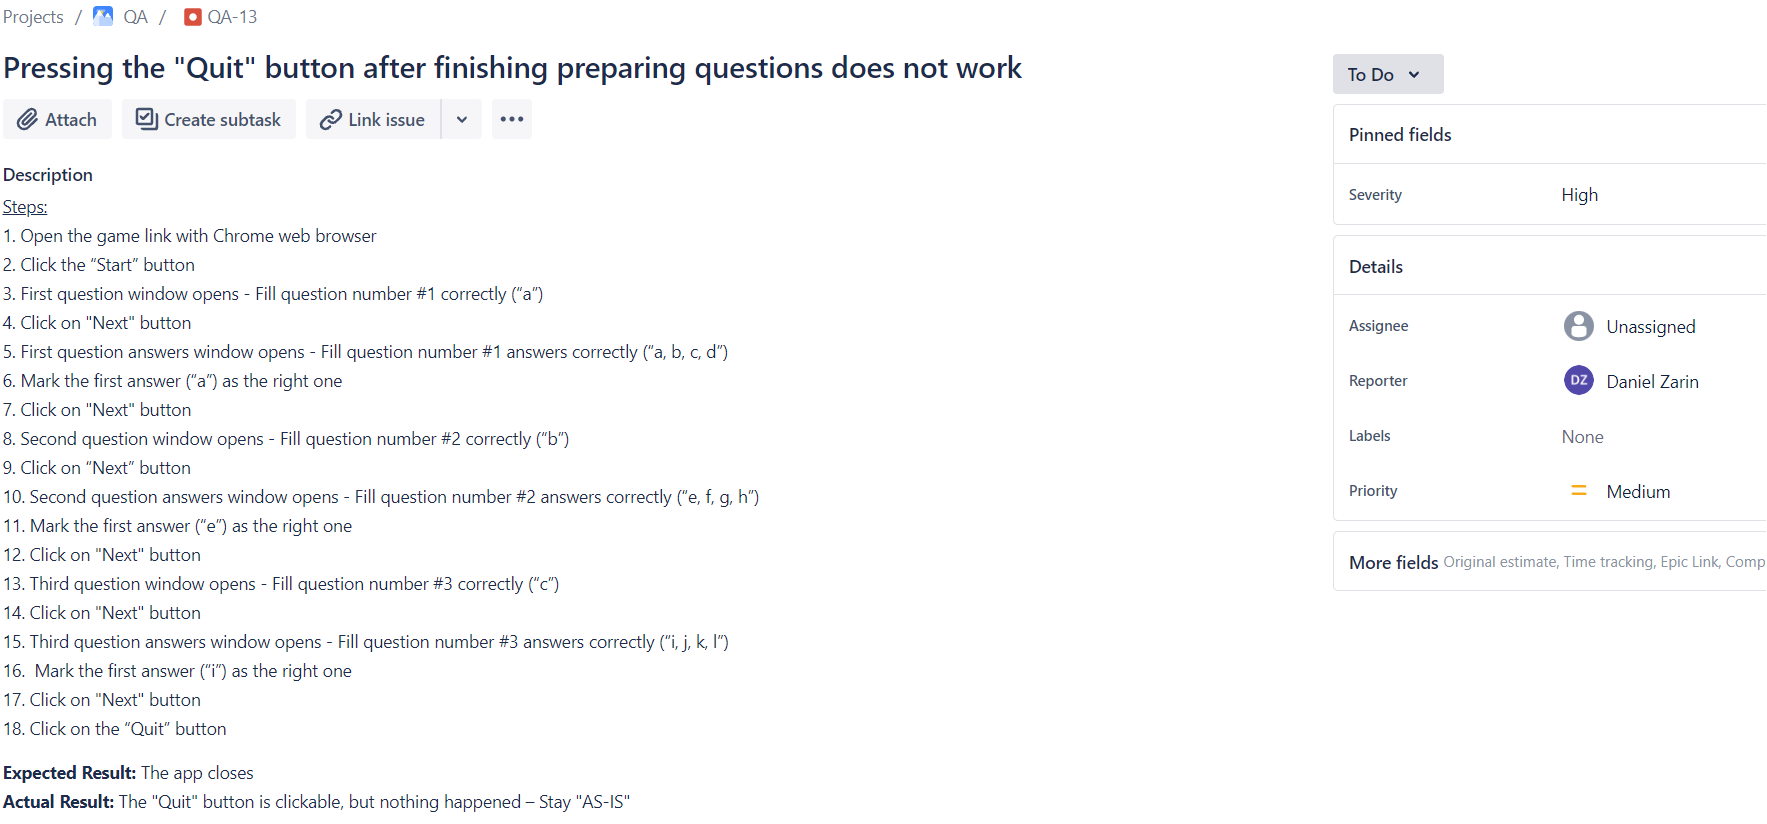 Projects / QA / QA-13
Pressing the "Quit" button after finishing preparing questions does not work
To Do
Attach Create subtask Link issue
Pinned fields
Severity High
Description
Steps:
1. Open the game link with Chrome web browser
2. Click the “Start” button
3. First question window opens - Fill question number #1 correctly (“a”)
4. Click on "Next" button
5. First question answers window opens - Fill question number #1 answers correctly (“a, b, c, d”)
6. Mark the first answer (“a”) as the right one
7. Click on "Next" button
8. Second question window opens - Fill question number #2 correctly (“b”)
9. Click on “Next” button
10. Second question answers window opens - Fill question number #2 answers correctly (“e, f, g, h”)
11. Mark the first answer (“e”) as the right one
12. Click on "Next" button
13. Third question window opens - Fill question number #3 correctly (“c”)
14. Click on "Next" button
15. Third question answers window opens - Fill question number #3 answers correctly (“i, j, k, l”)
16.  Mark the first answer (“i”) as the right one
17. Click on "Next" button
18. Click on the “Quit” button
Expected Result: The app closes
Actual Result: The "Quit" button is clickable, but nothing happened – Stay "AS-IS"
Details
Assignee Unassigned
Reporter DZ Daniel Zarin
Labels None
Priority Medium
More fields Original estimate, Time tracking, Epic Link, Comp